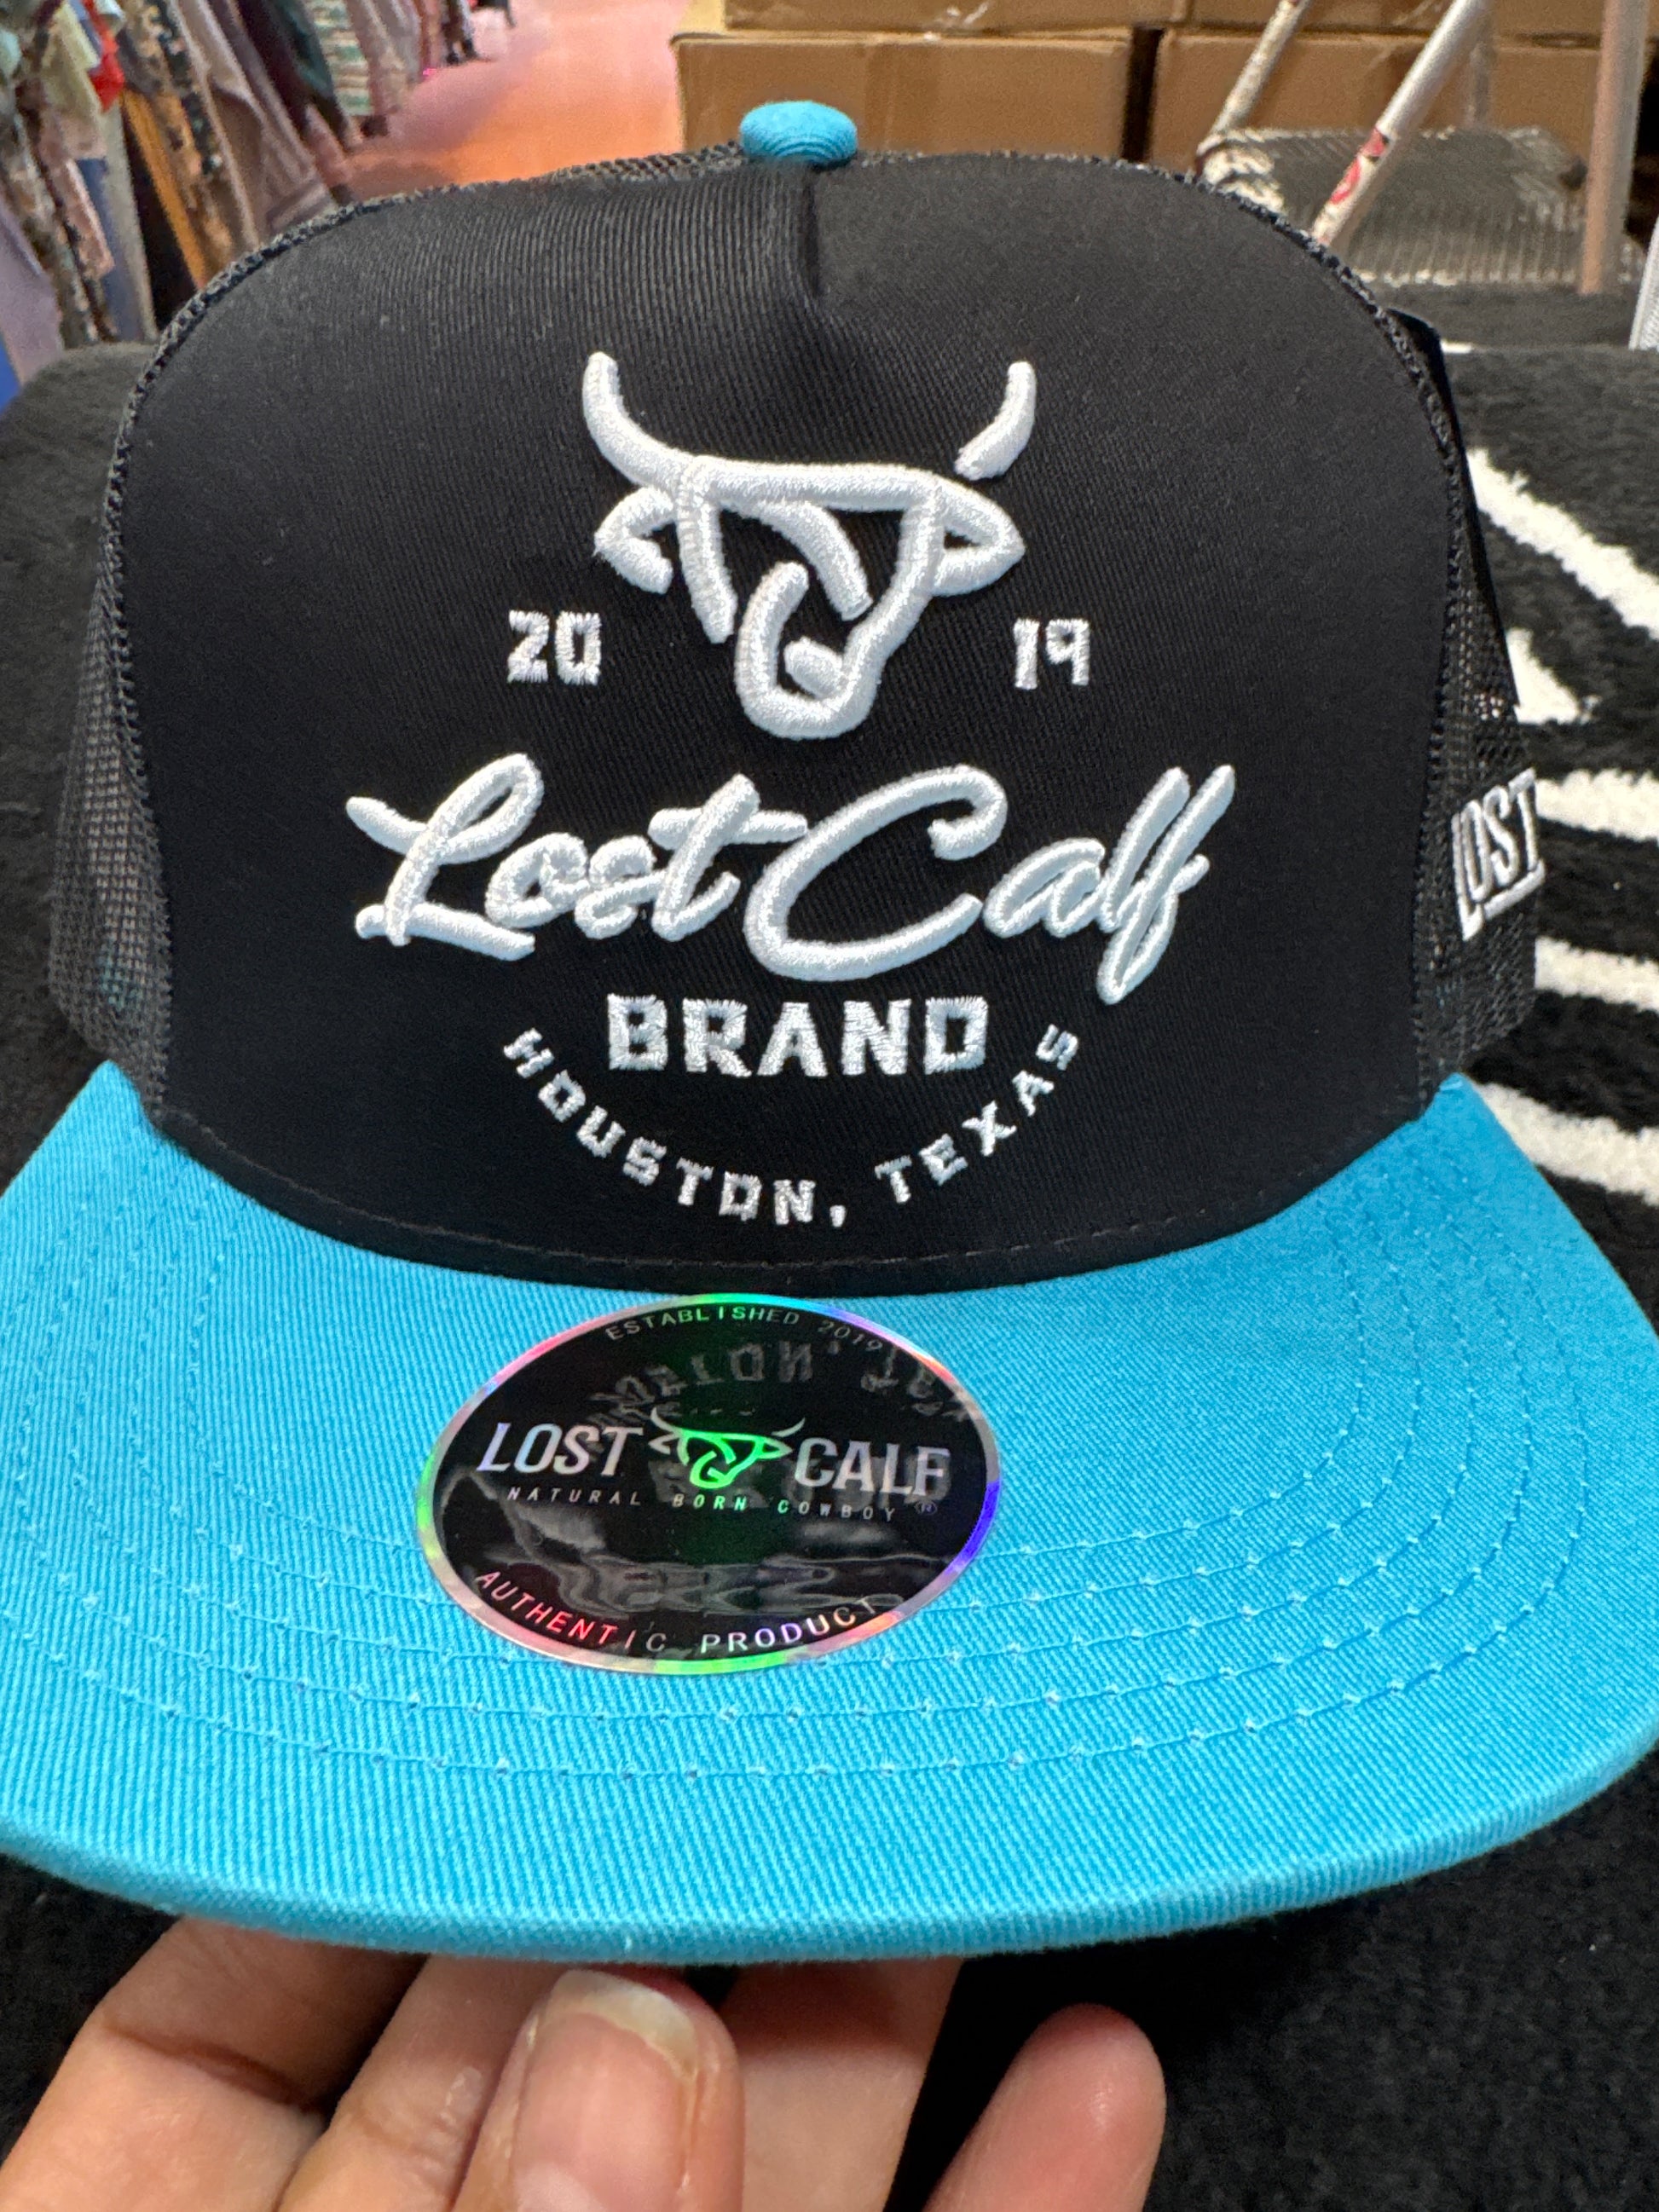 20 19
Lost Calf
BRAND
HOUSTON, TEXAS
LOST
ESTABLISHED 2019
LOST CALF
NATURAL BORN COWBOY ®
AUTHENTIC PRODUCT